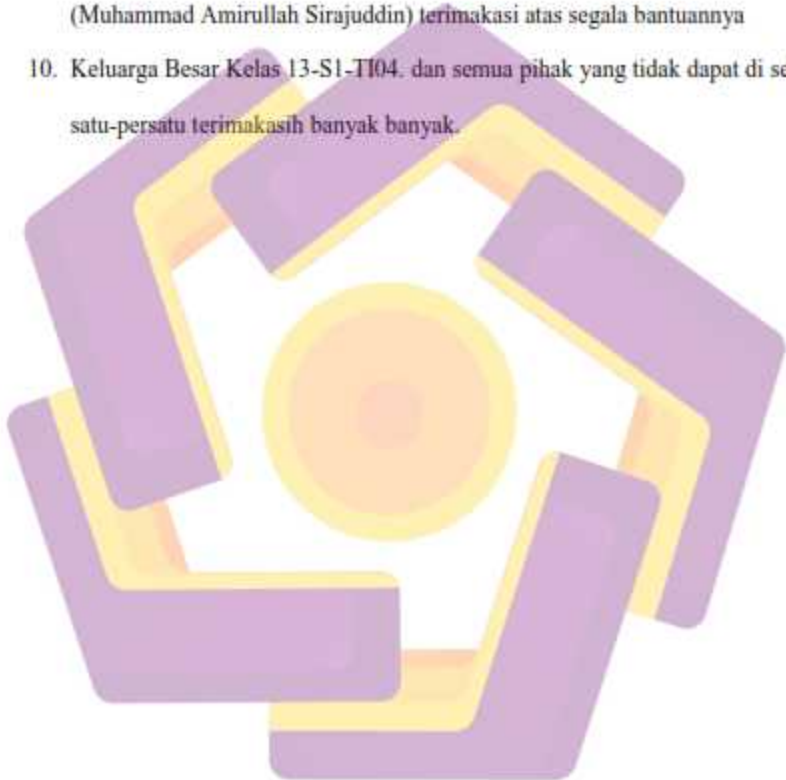 (Muhammad Amirullah Sirajuddin) terimakasi atas segala bantuannya
10. Keluarga Besar Kelas 13-S1-TI04. dan semua pihak yang tidak dapat di se
satu-persatu terimakasih banyak banyak.